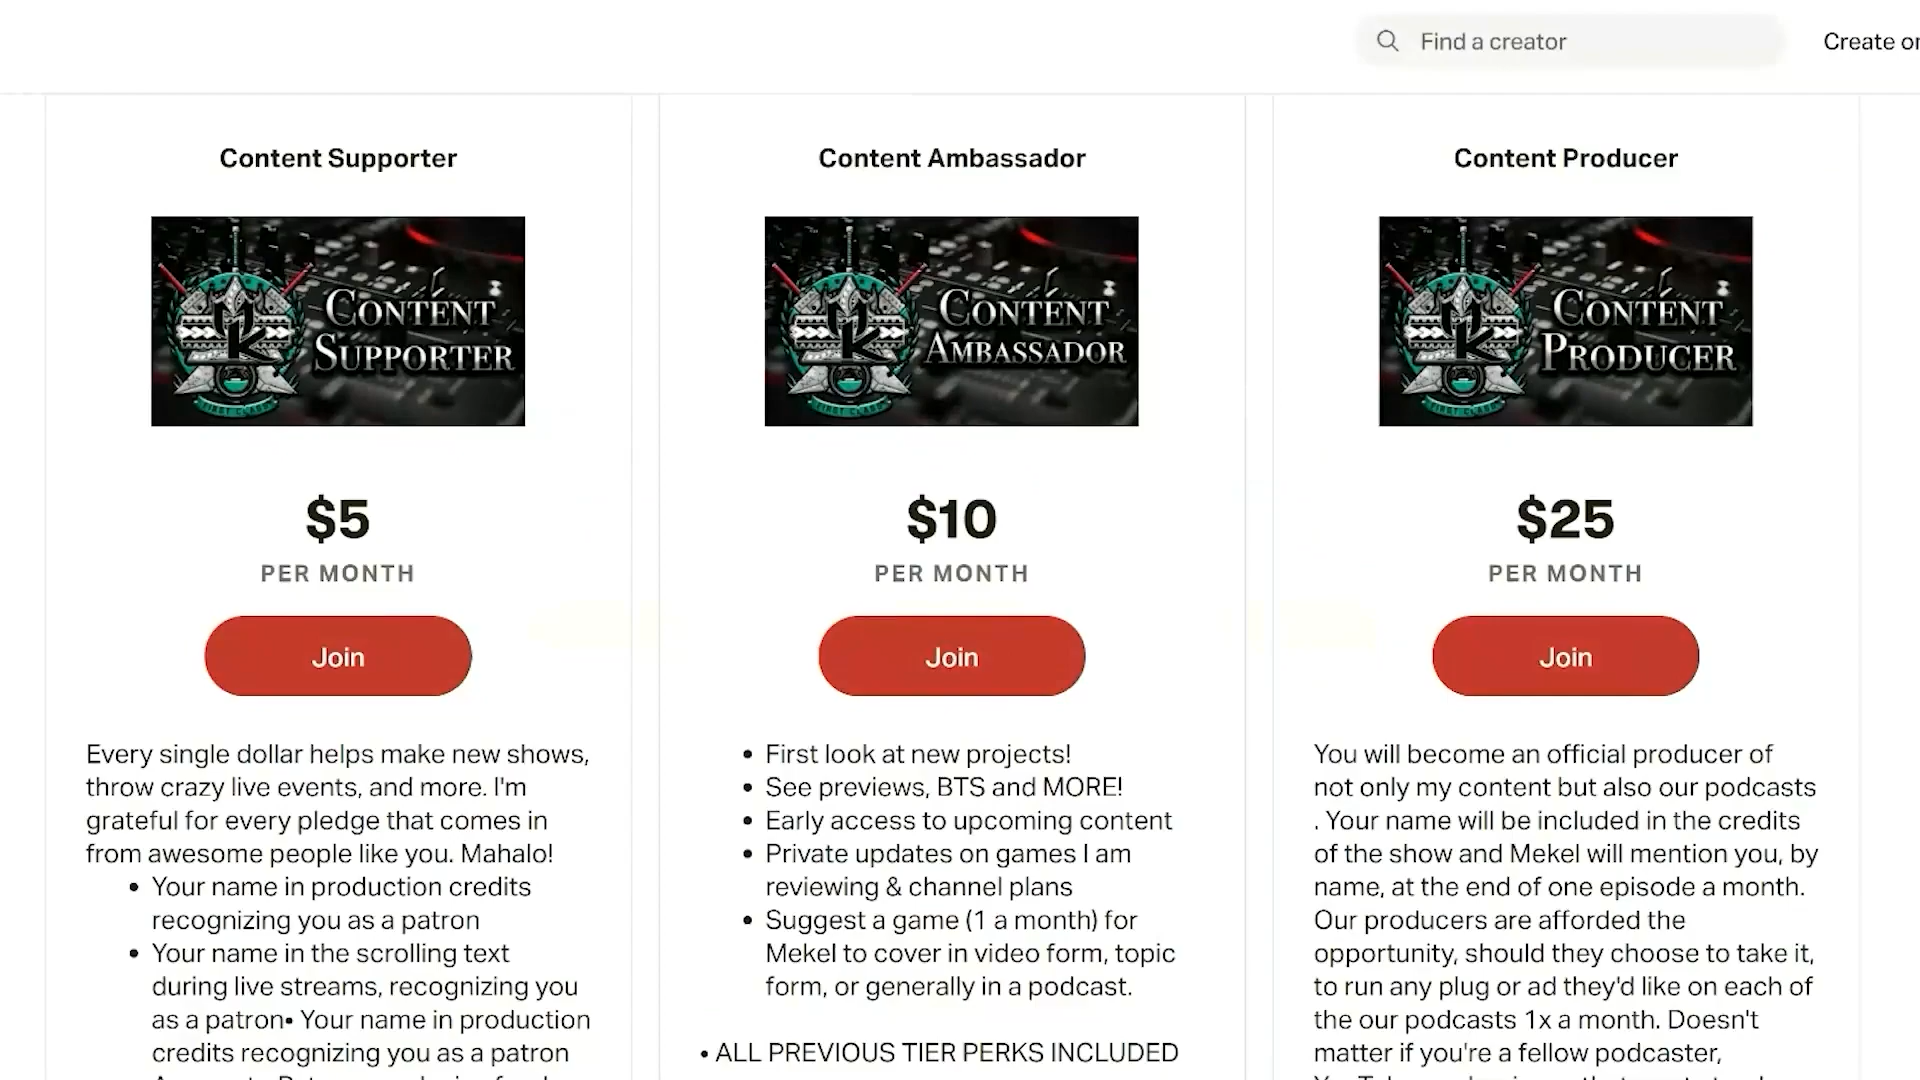 Find a creator
Create
Content Supporter
Content Ambassador
Content Producer
CONTENT
SUPPORTER
FIRST CLASS
CONTENT
AMBASSADOR
FIRST CLASS
CONTENT
PRODUCER
FIRST CLASS
$5
PER MONTH
Join
$10
PER MONTH
Join
$25
PER MONTH
Join
Every single dollar helps make new shows,
throw crazy live events, and more. I'm
grateful for every pledge that comes in
from awesome people like you. Mahalo!
• Your name in production credits
recognizing you as a patron
• Your name in the scrolling text
during live streams, recognizing you
as a patron• Your name in production
credits recognizing you as a patron
• First look at new projects!
• See previews, BTS and MORE!
• Early access to upcoming content
• Private updates on games I am
reviewing & channel plans
• Suggest a game (1 a month) for
Mekel to cover in video form, topic
form, or generally in a podcast.
• ALL PREVIOUS TIER PERKS INCLUDED
You will become an official producer of
not only my content but also our podcasts
. Your name will be included in the credits
of the show and Mekel will mention you, by
name, at the end of one episode a month.
Our producers are afforded the
opportunity, should they choose to take it,
to run any plug or ad they'd like on each of
the our podcasts 1x a month. Doesn't
matter if you're a fellow podcaster,